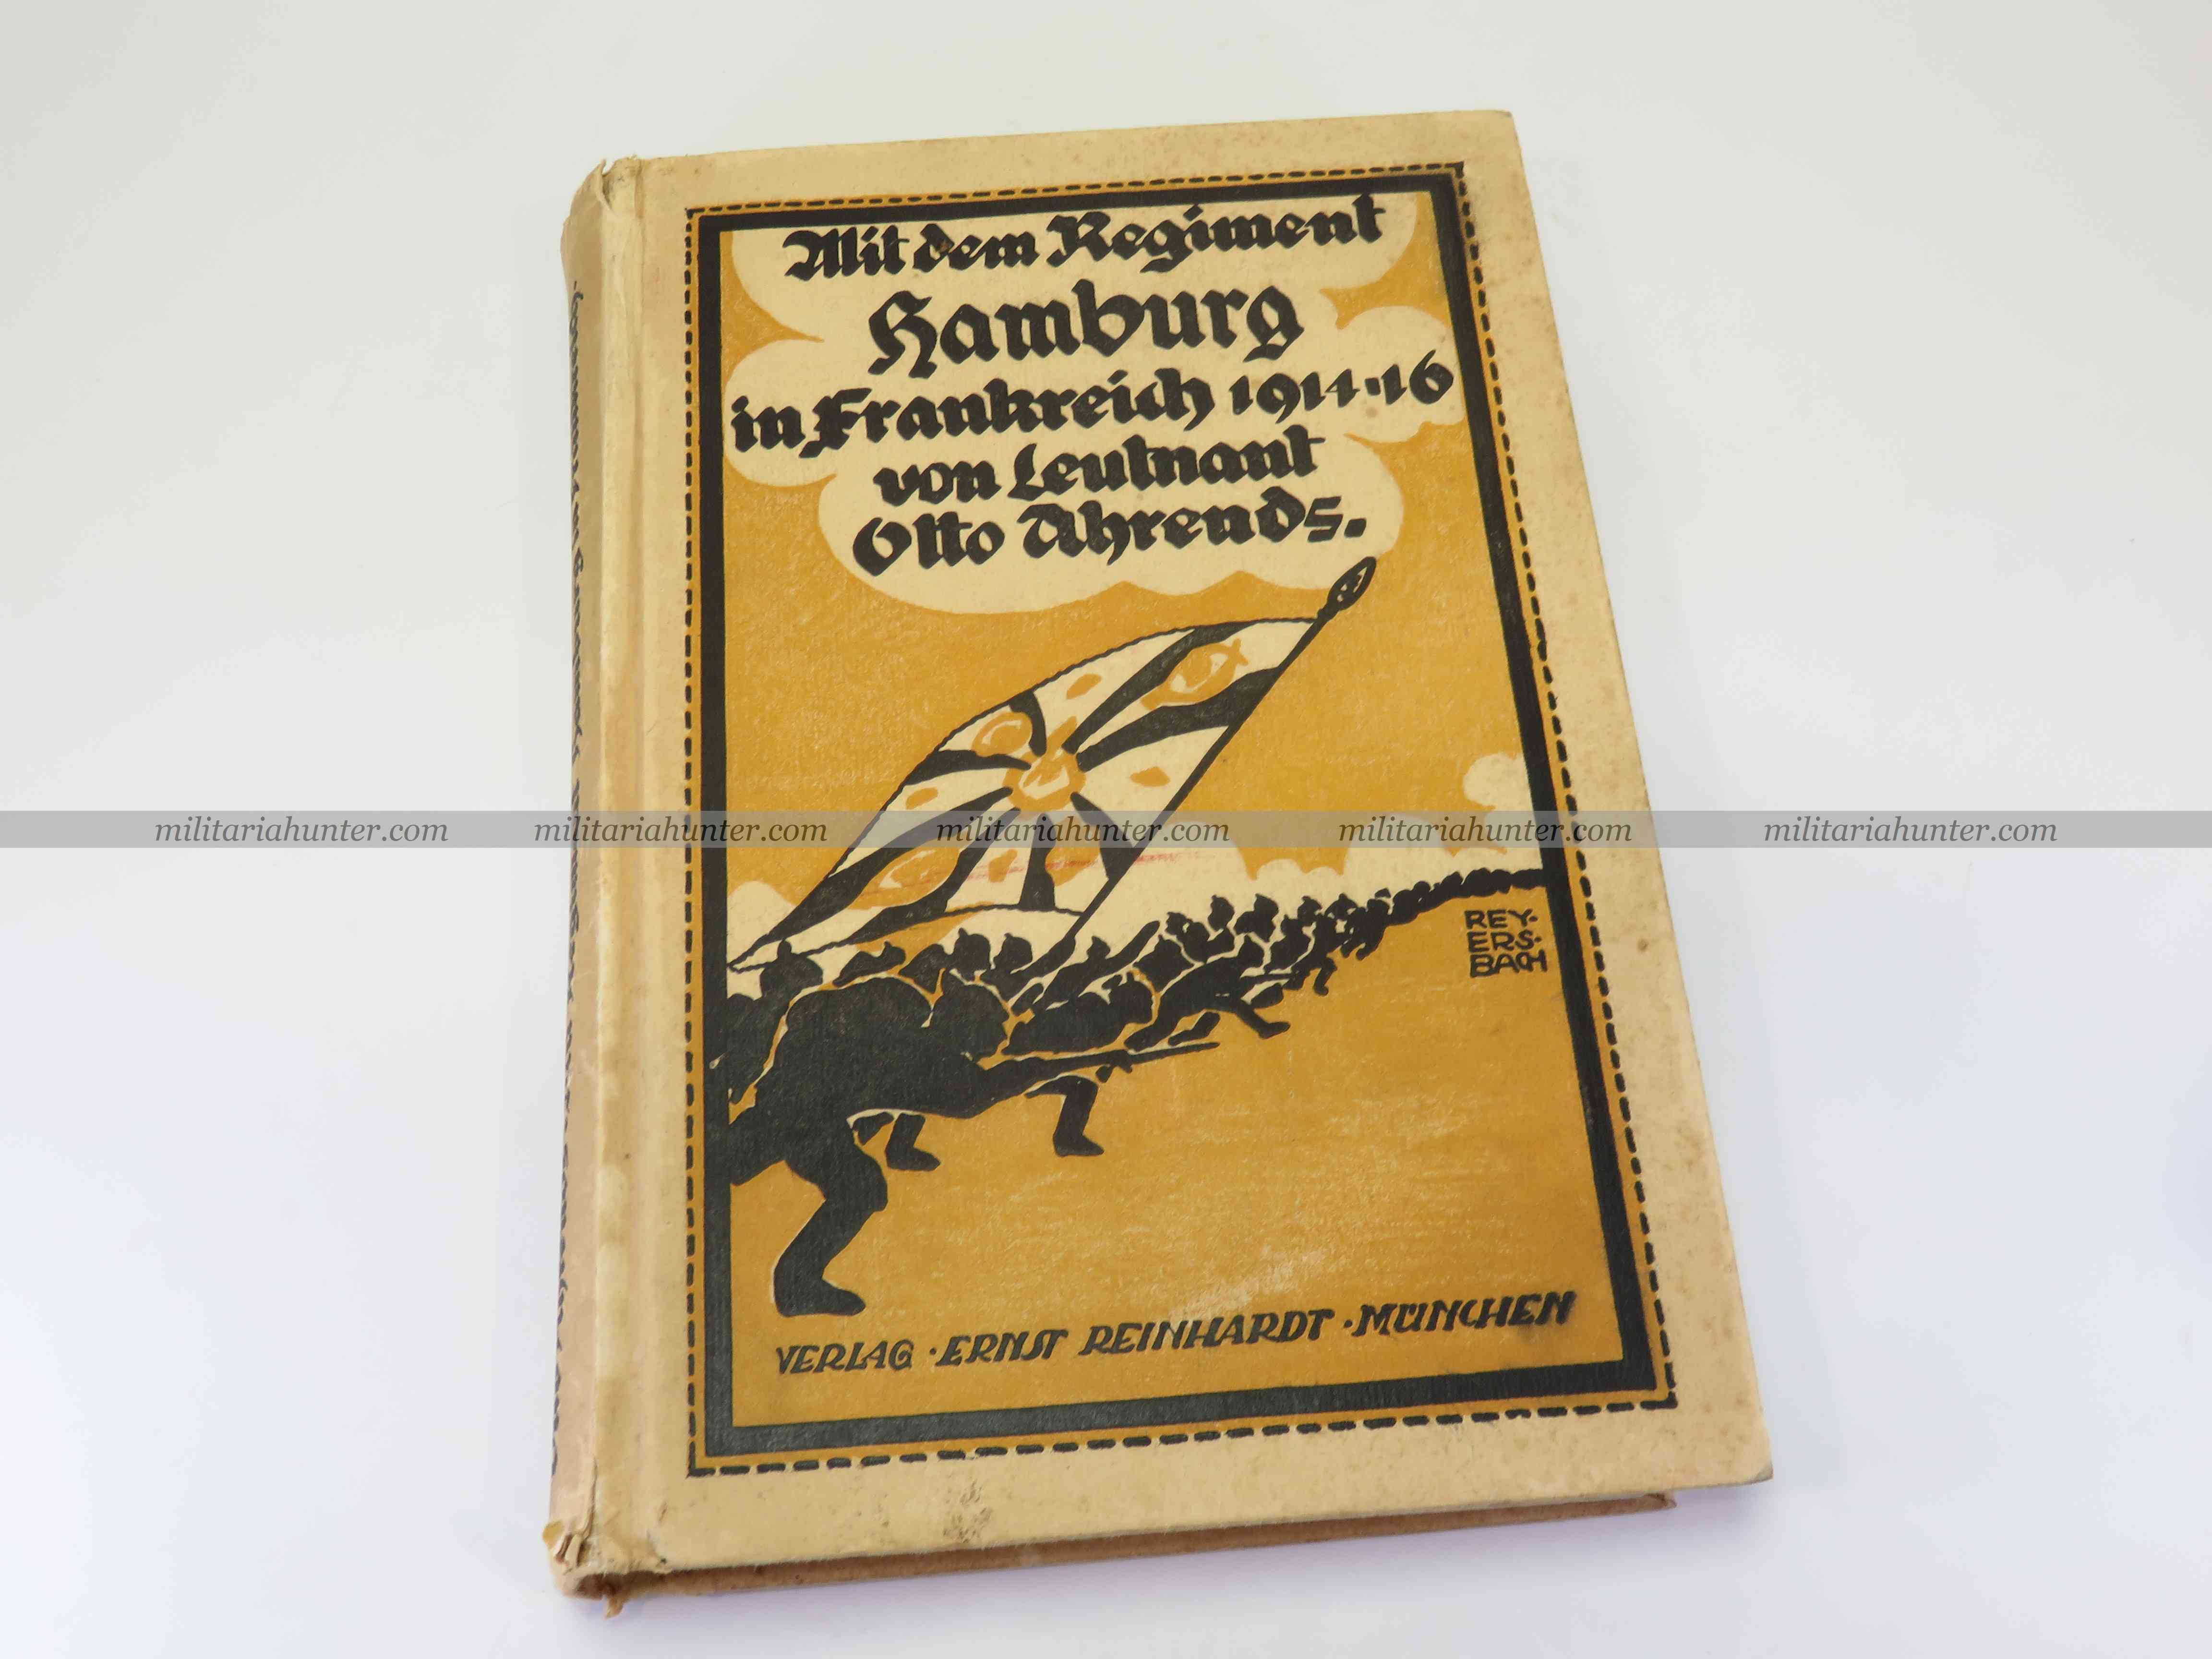 Mit dem Regiment
Hamburg
in Frankreich 1914-16
von Leutnant
Otto Ahrends.
militariahunter.com militariahunter.com militariahunter.com militariahunter.com militariahunter.com
REY-
ERS-
BACH
VERLAG · ERNST REINHARDT · MÜNCHEN